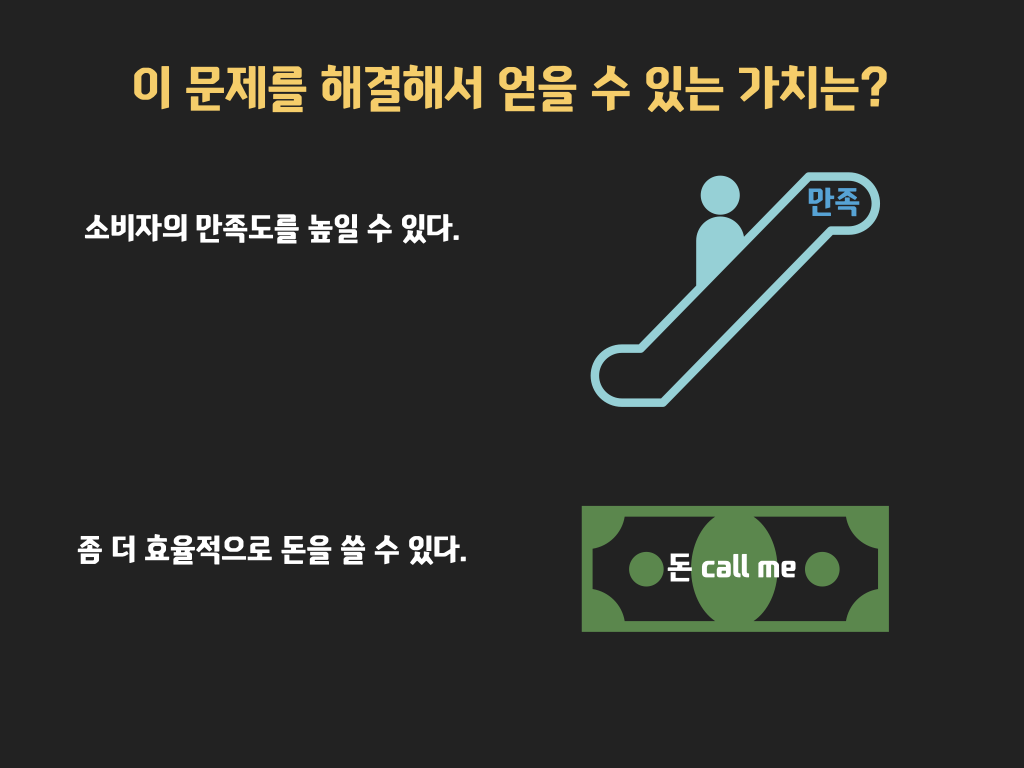 이 문제를 해결해서 얻을 수 있는 가치는?
소비자의 만족도를 높일 수 있다.
만족
좀 더 효율적으로 돈을 쓸 수 있다.
돈 call me